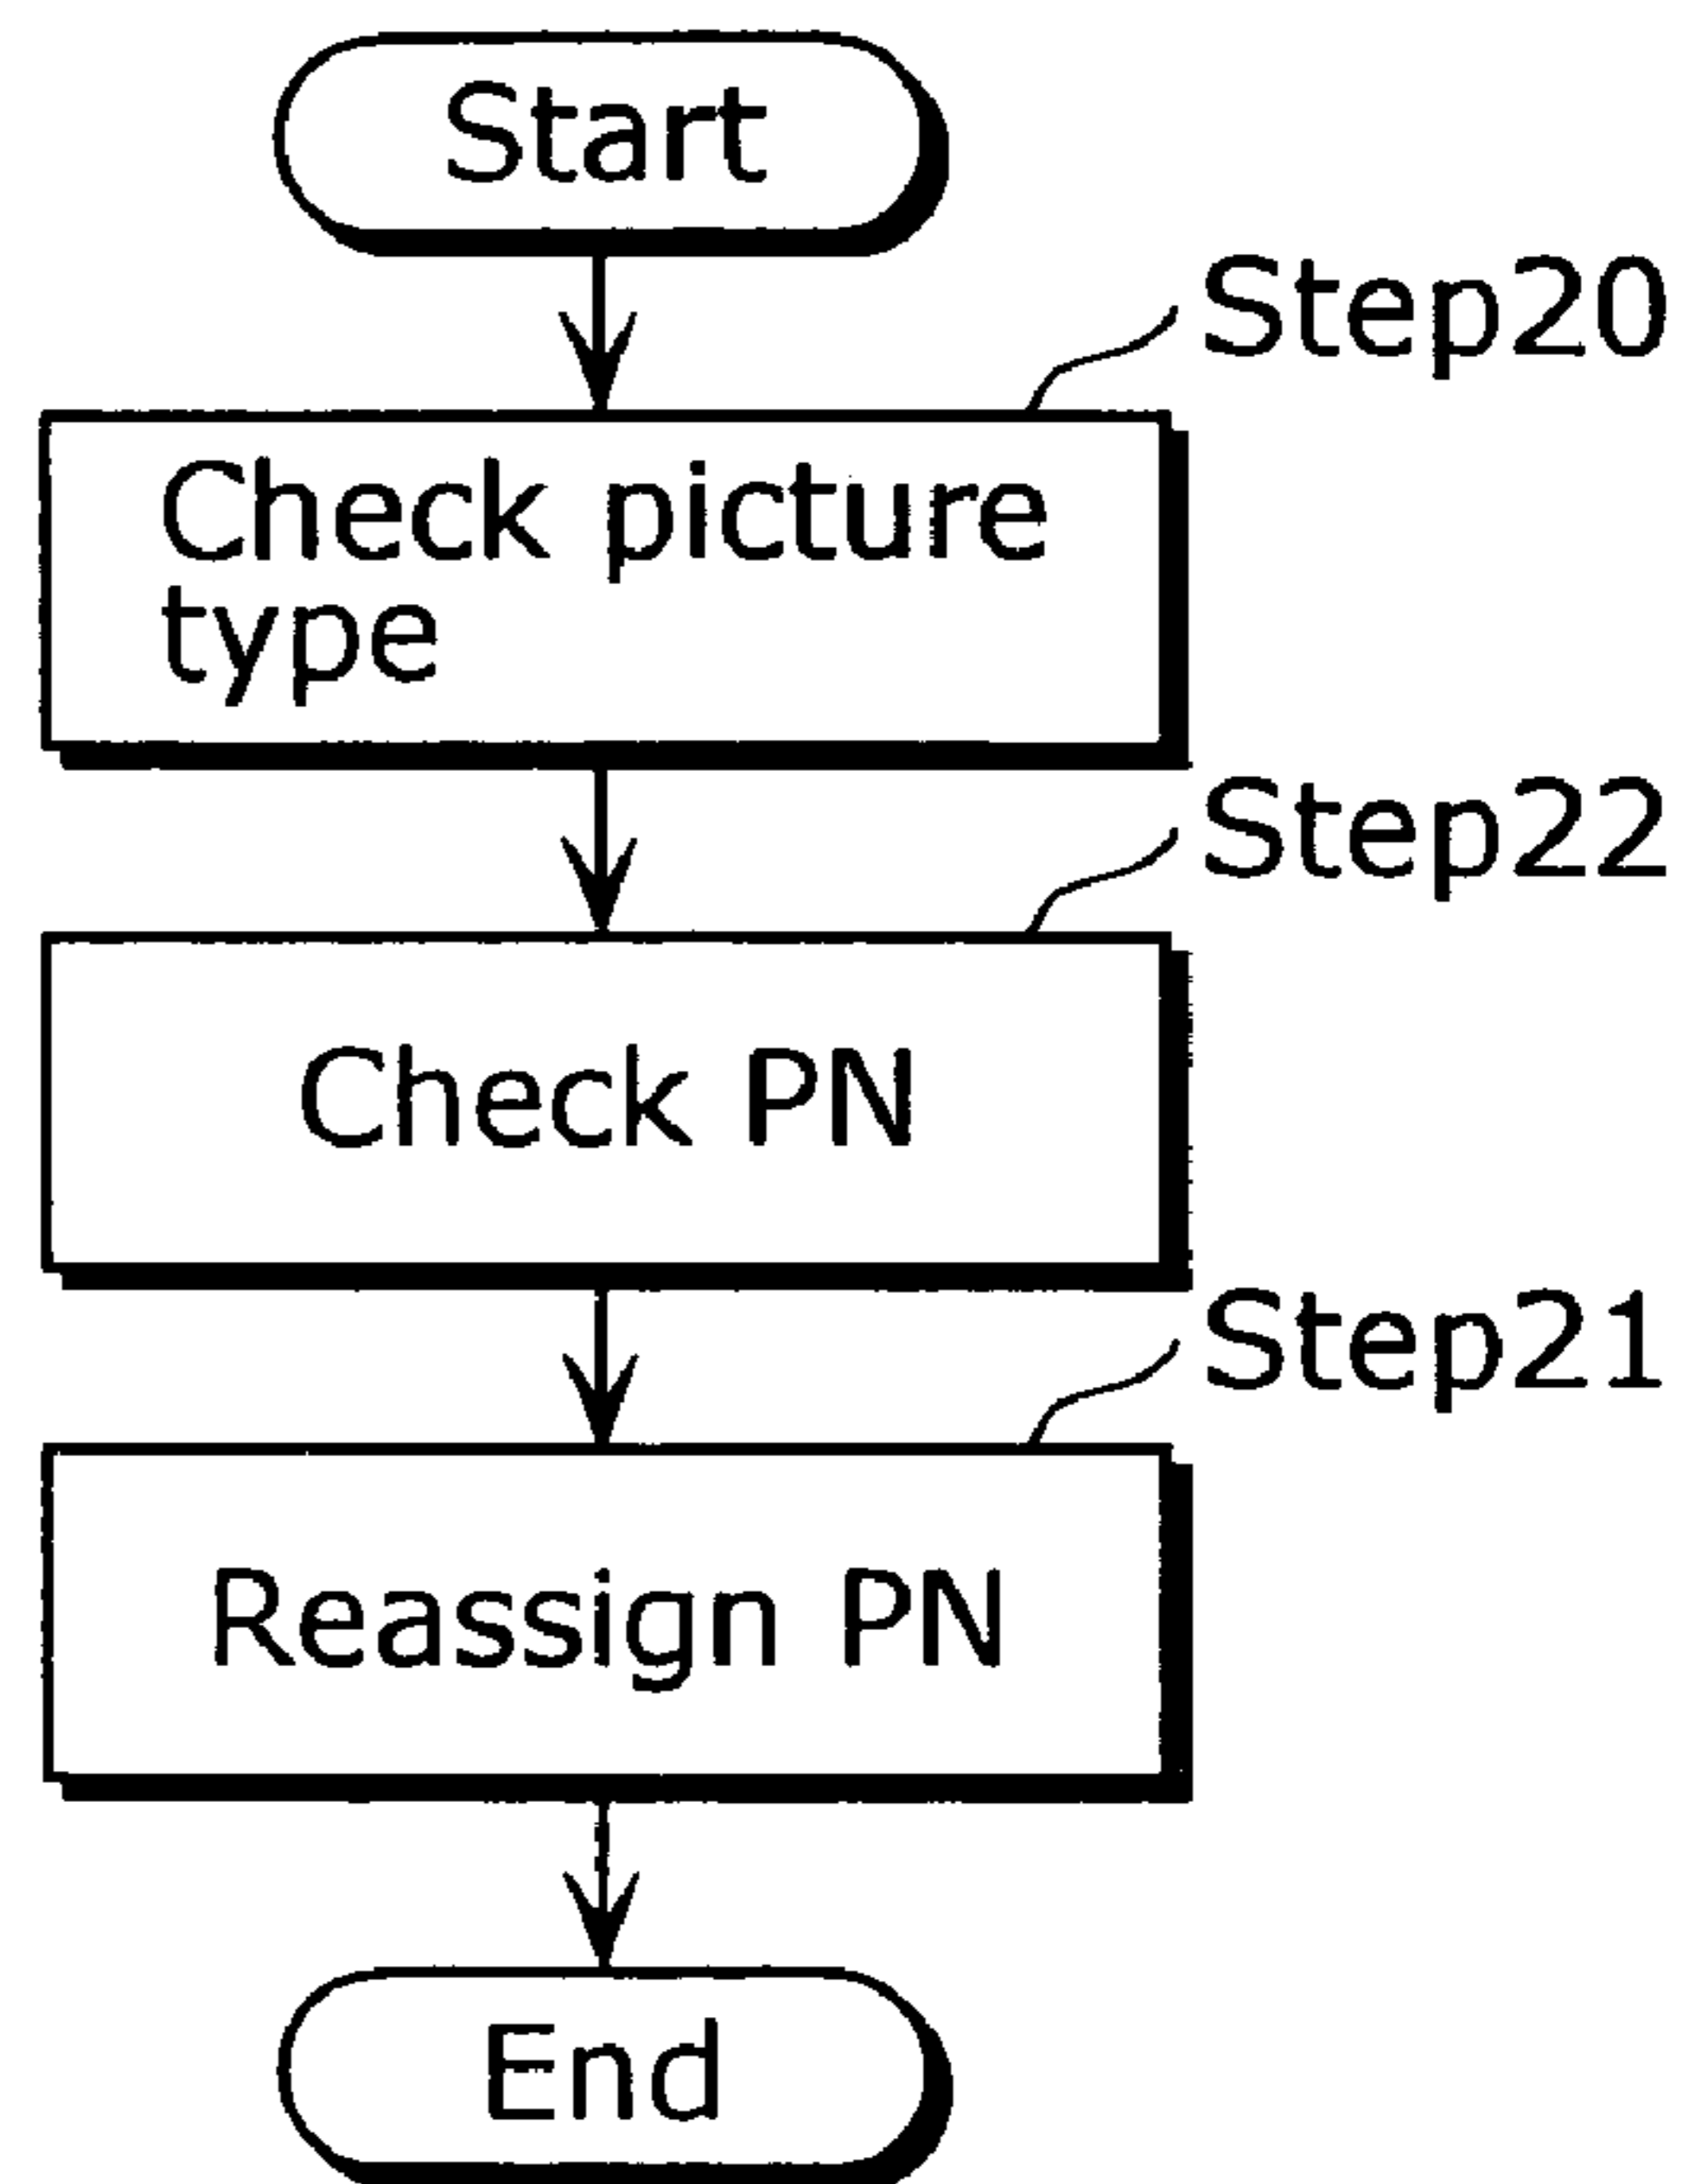 Start
Step20
Check picture
type
Step22
Check PN
Step21
Reassign PN
End